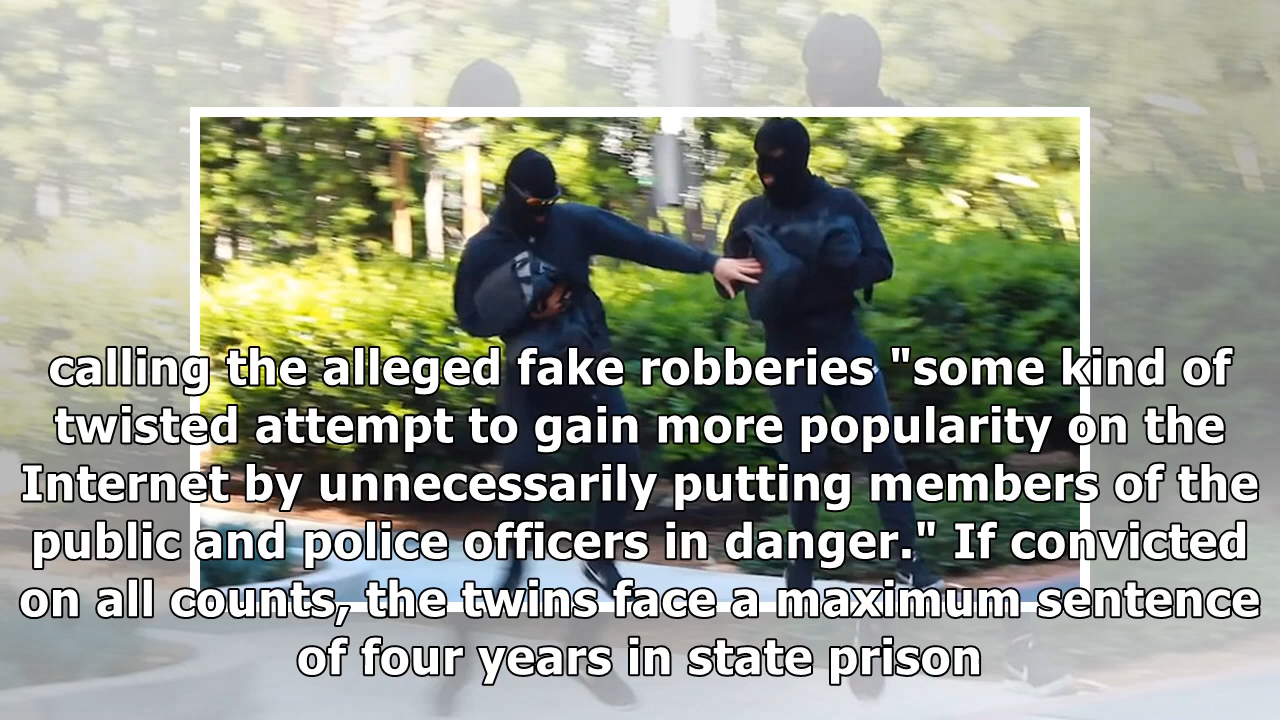 calling the alleged fake robberies "some kind of
twisted attempt to gain more popularity on the
Internet by unnecessarily putting members of the
public and police officers in danger." If convicted
on all counts, the twins face a maximum sentence
of four years in state prison